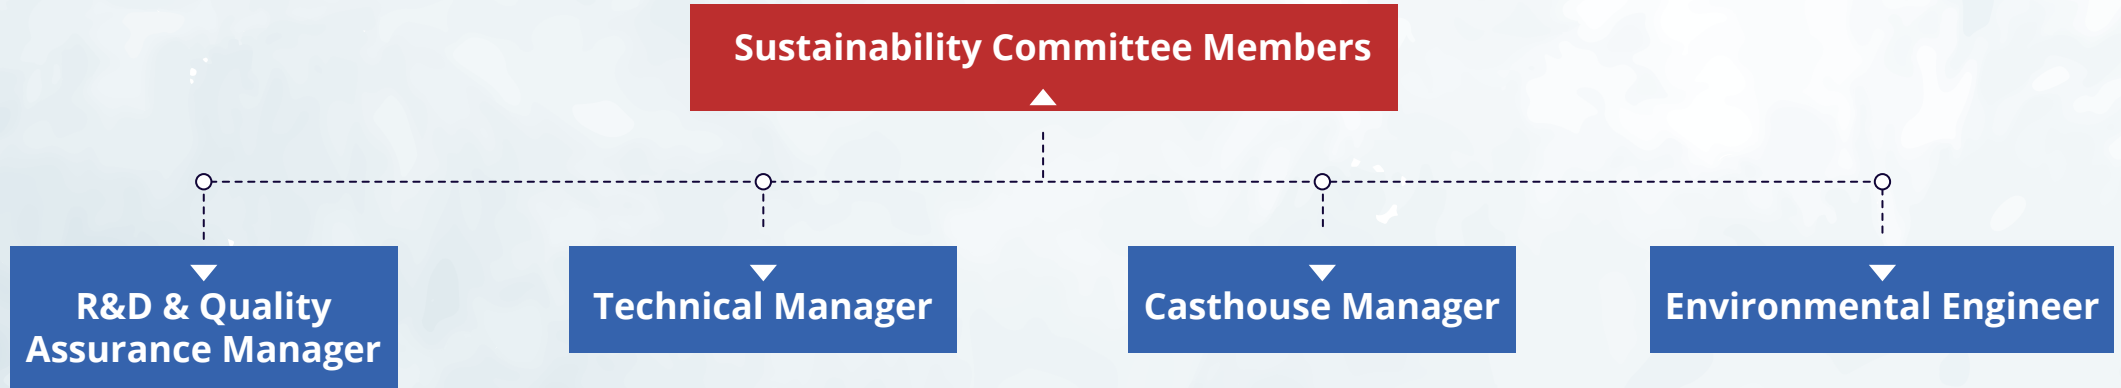 Sustainability Committee Members
R&D & Quality
Assurance Manager
Technical Manager
Casthouse Manager
Environmental Engineer